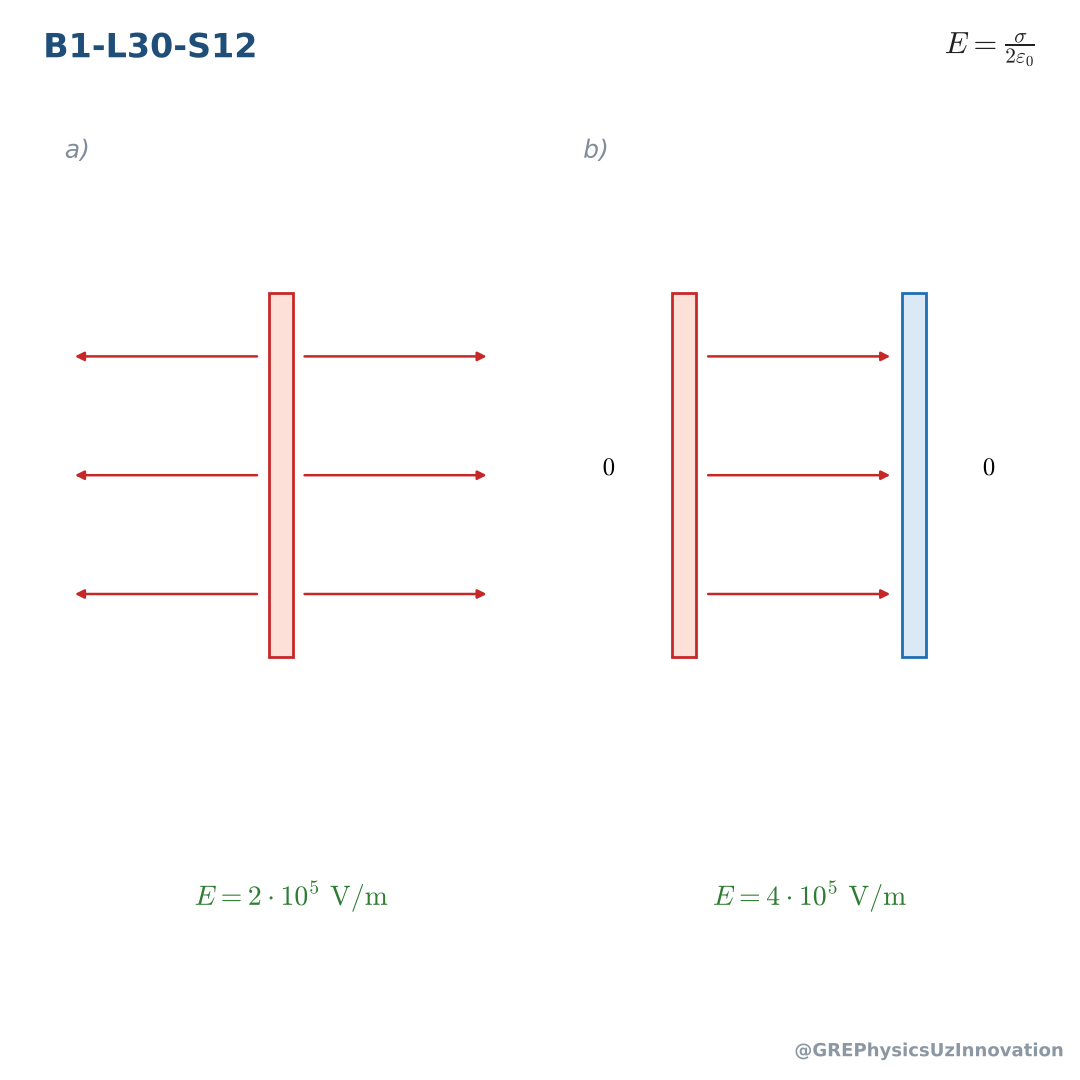 B1-L30-S12
E = σ/2ε₀
a)
b)
0
0
E = 2 · 10⁵ V/m
E = 4 · 10⁵ V/m
@GREPhysicsUzInnovation